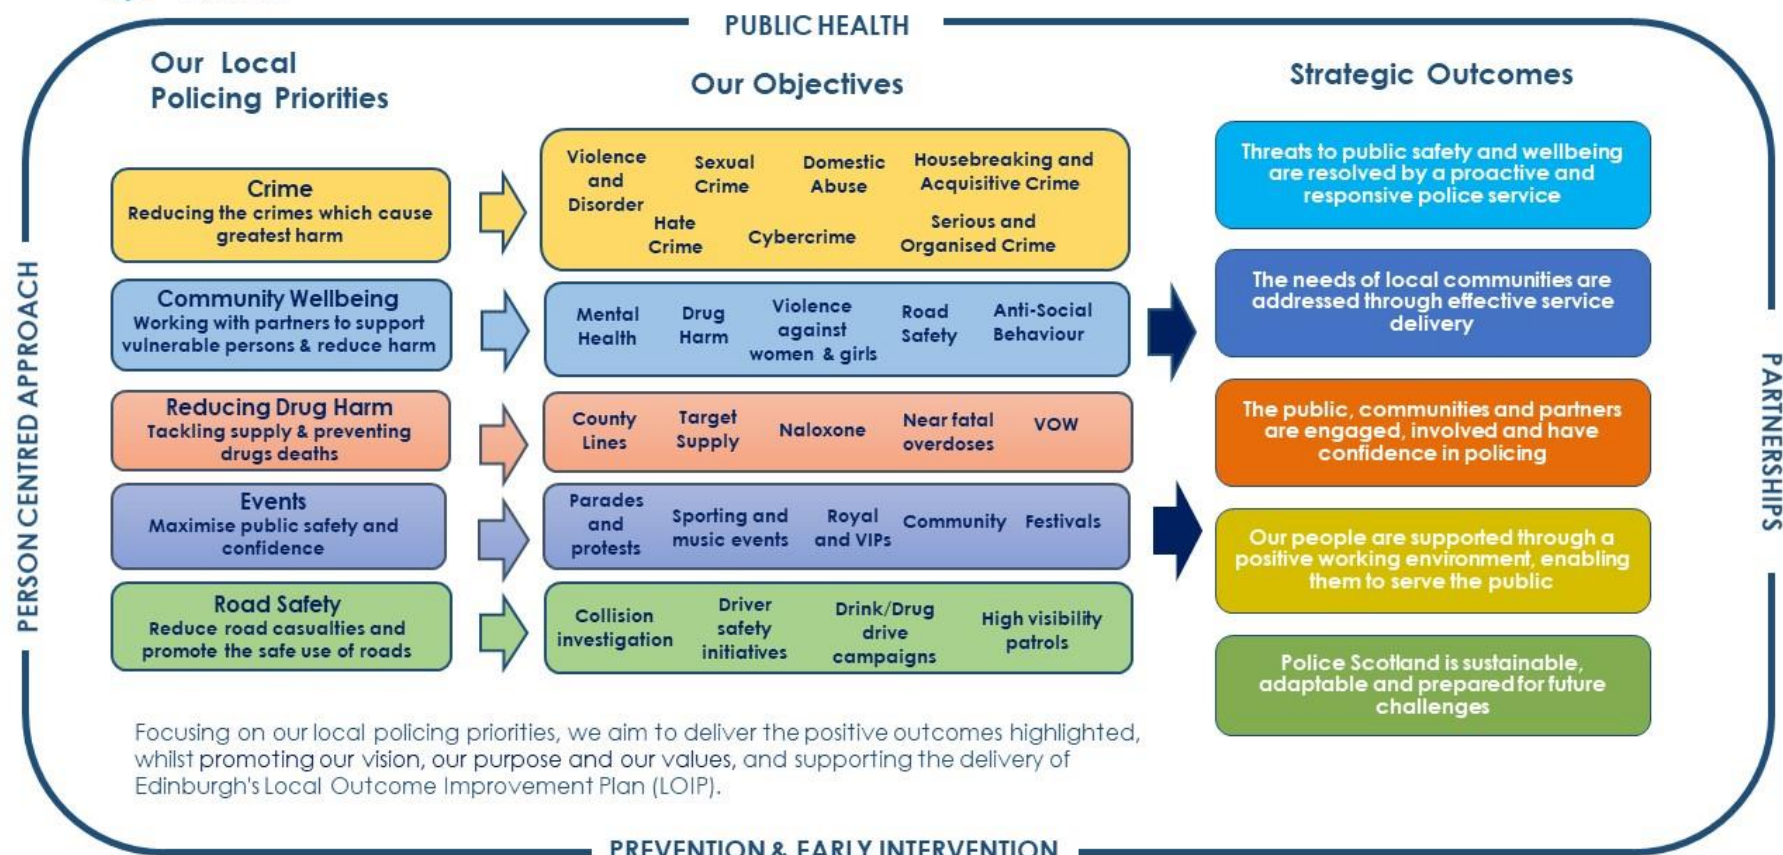 PUBLIC HEALTH
Our Local
Policing Priorities
Our Objectives
Strategic Outcomes
PERSON CENTRED APPROACH
Crime
Reducing the crimes which cause
greatest harm
Violence
and
Disorder
Sexual
Crime
Domestic
Abuse
Housebreaking and
Acquisitive Crime
Hate
Crime
Cybercrime
Serious and
Organised Crime
Community Wellbeing
Working with partners to support
vulnerable persons & reduce harm
Mental
Health
Drug
Harm
Violence
against
women & girls
Road
Safety
Anti-Social
Behaviour
Reducing Drug Harm
Tackling supply & preventing
drugs deaths
County
Lines
Target
Supply
Naloxone
Near fatal
overdoses
VOW
Events
Maximise public safety and
confidence
Parades
and
protests
Sporting and
music events
Royal
and VIPs
Community
Festivals
Road Safety
Reduce road casualties and
promote the safe use of roads
Collision
investigation
Driver
safety
initiatives
Drink/Drug
drive
campaigns
High visibility
patrols
Threats to public safety and wellbeing
are resolved by a proactive and
responsive police service
The needs of local communities are
addressed through effective service
delivery
The public, communities and partners
are engaged, involved and have
confidence in policing
Our people are supported through a
positive working environment, enabling
them to serve the public
Police Scotland is sustainable,
adaptable and prepared for future
challenges
PARTNERSHIPS
Focusing on our local policing priorities, we aim to deliver the positive outcomes highlighted,
whilst promoting our vision, our purpose and our values, and supporting the delivery of
Edinburgh's Local Outcome Improvement Plan (LOIP).
PREVENTION & EARLY INTERVENTION